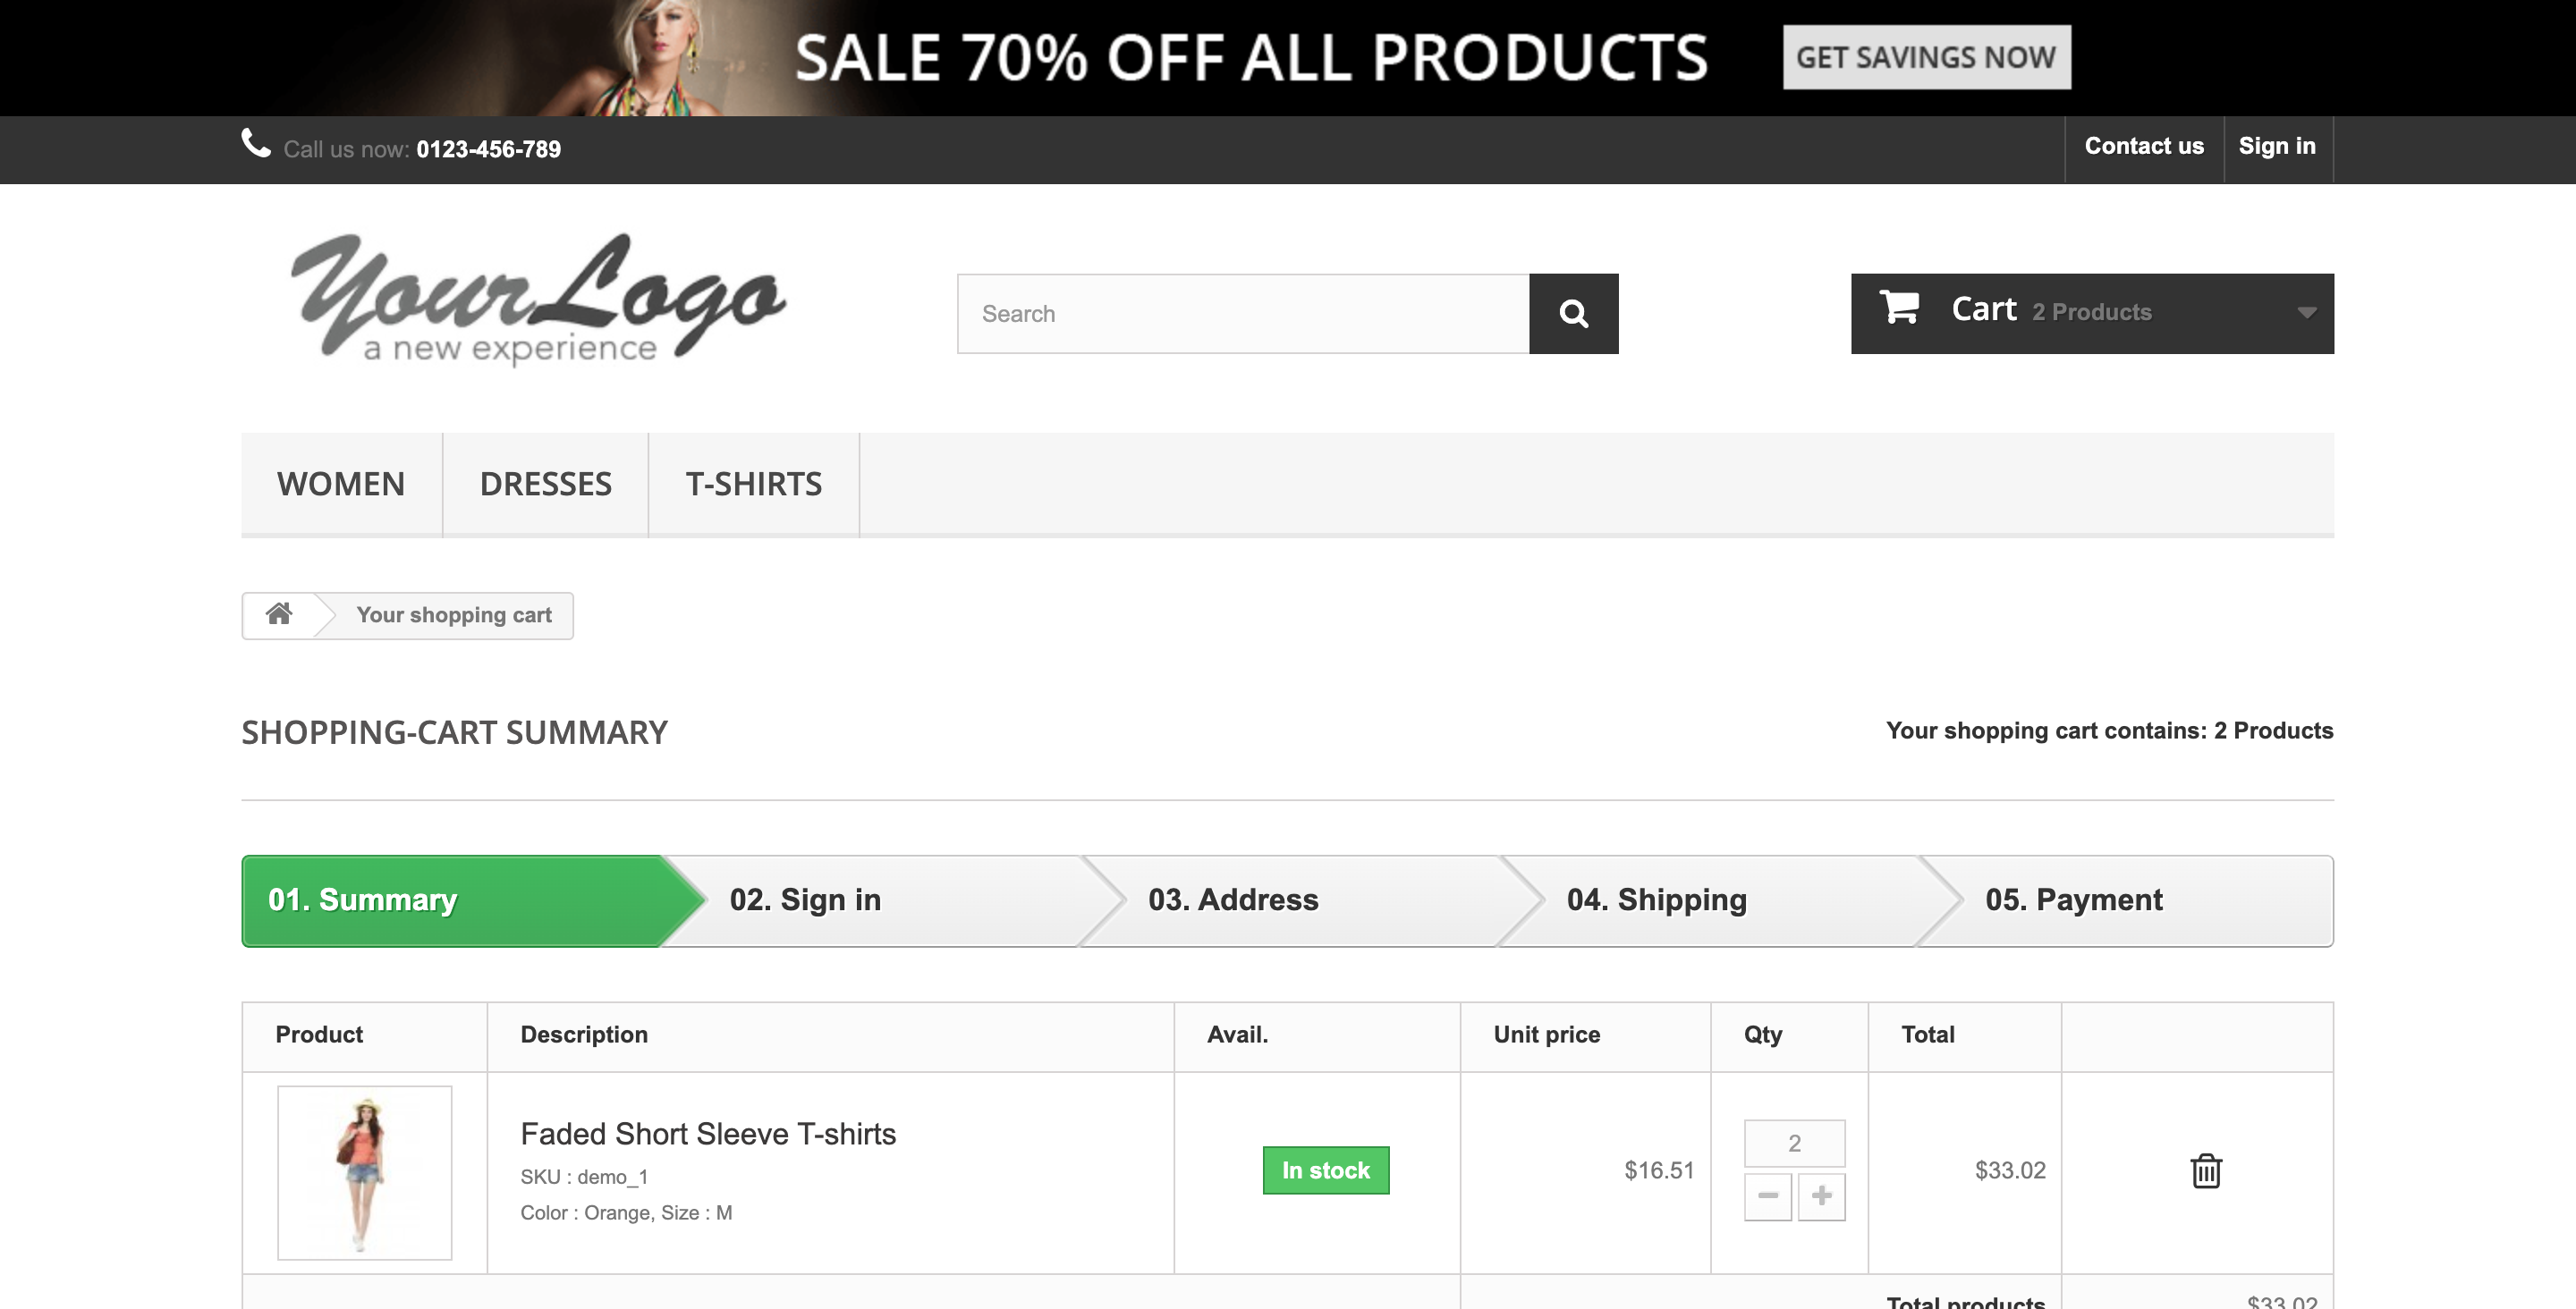 SALE 70% OFF ALL PRODUCTS GET SAVINGS NOW
Call us now: 0123-456-789 Contact us Sign in
YourLogo
a new experience
Search
Cart 2 Products
WOMEN DRESSES T-SHIRTS
Your shopping cart
SHOPPING-CART SUMMARY Your shopping cart contains: 2 Products
01. Summary 02. Sign in 03. Address 04. Shipping 05. Payment
Product Description Avail. Unit price Qty Total
Faded Short Sleeve T-shirts
SKU : demo_1
Color : Orange, Size : M
In stock
$16.51
2
$33.02
Total products $33.02